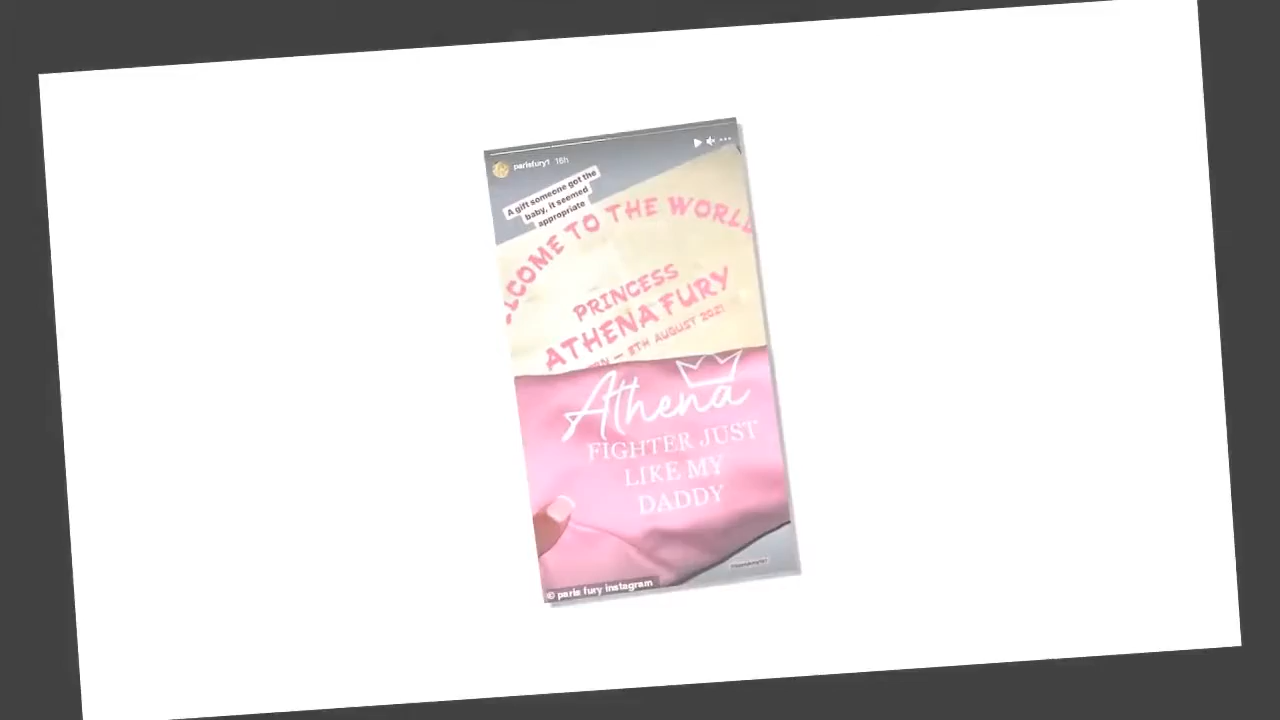 parisfury1 16h
A gift someone got the
baby, it seemed
appropriate
LCOME TO THE WORL
PRINCESS
ATHENA FURY
8TH AUGUST 2021
Athena
FIGHTER JUST
LIKE MY
DADDY
© paris fury instagram